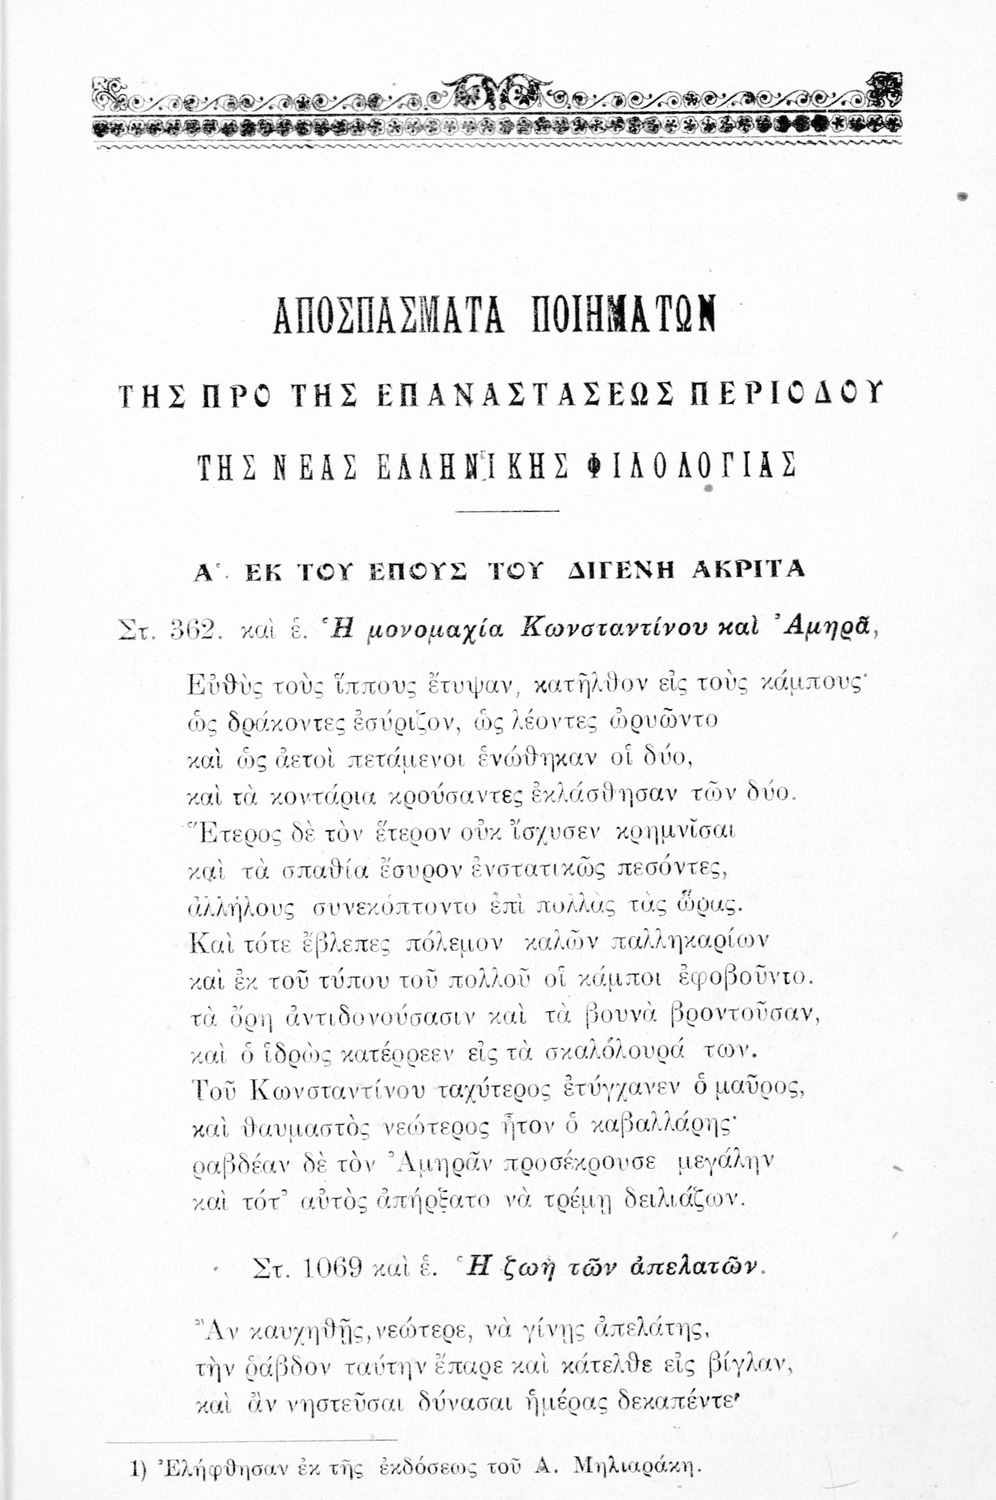 ΑΠΟΣΠΑΣΜΑΤΑ ΠΟΙΗΜΑΤΩΝ
ΤΗΣ ΠΡΟ ΤΗΣ ΕΠΑΝΑΣΤΑΣΕΩΣ ΠΕΡΙΟΔΟΥ
ΤΗΣ ΝΕΑΣ ΕΛΛΗΝΙΚΗΣ ΦΙΛΟΛΟΓΙΑΣ
Α'. ΕΚ ΤΟΥ ΕΠΟΥΣ ΤΟΥ ΔΙΓΕΝΗ ΑΚΡΙΤΑ
Στ. 362. καὶ ἑ. Ἡ μονομαχία Κωνσταντίνου καὶ Ἀμηρᾶ,
Εὐθὺς τοὺς ἵππους ἔτυψαν, κατῆλθον εἰς τοὺς κάμπους·
ὡς δράκοντες ἐσύριζον, ὡς λέοντες ὠρυῶντο
καὶ ὡς ἀετοὶ πετάμενοι ἑνώθηκαν οἱ δύο,
καὶ τὰ κοντάρια κρούσαντες ἐκλάσθησαν τῶν δύο.
Ἕτερος δὲ τὸν ἕτερον οὐκ ἴσχυσεν κρημνῖσαι
καὶ τὰ σπαθία ἔσυρον ἐνστατικῶς πεσόντες,
ἀλλήλους συνεκόπτοντο ἐπὶ πολλὰς τὰς ὥρας.
Καὶ τότε ἔβλεπες πόλεμον καλῶν παλληκαρίων
καὶ ἐκ τοῦ τύπου τοῦ πολλοῦ οἱ κάμποι ἐφοβοῦντο.
τὰ ὄρη ἀντιδονούσασιν καὶ τὰ βουνὰ βροντοῦσαν,
καὶ ὁ ἱδρὼς κατέρρεεν εἰς τὰ σκαλόλουρά των.
Τοῦ Κωνσταντίνου ταχύτερος ἐτύγχανεν ὁ μαῦρος,
καὶ θαυμαστὸς νεώτερος ἦτον ὁ καβαλλάρης·
ραβδέαν δὲ τὸν Ἀμηρᾶν προσέκρουσε μεγάλην
καὶ τότ' αὐτὸς ἀπήρξατο νὰ τρέμῃ δειλιάζων.
Στ. 1069 καὶ ἑ. Ἡ ζωὴ τῶν ἀπελατῶν.
Ἂν καυχηθῇς, νεώτερε, νὰ γίνῃς ἀπελάτης,
τὴν ῥάβδον ταύτην ἔπαρε καὶ κάτελθε εἰς βίγλαν,
καὶ ἂν νηστεῦσαι δύνασαι ἡμέρας δεκαπέντε·
1) Ἐλήφθησαν ἐκ τῆς ἐκδόσεως τοῦ Α. Μηλιαράκη.